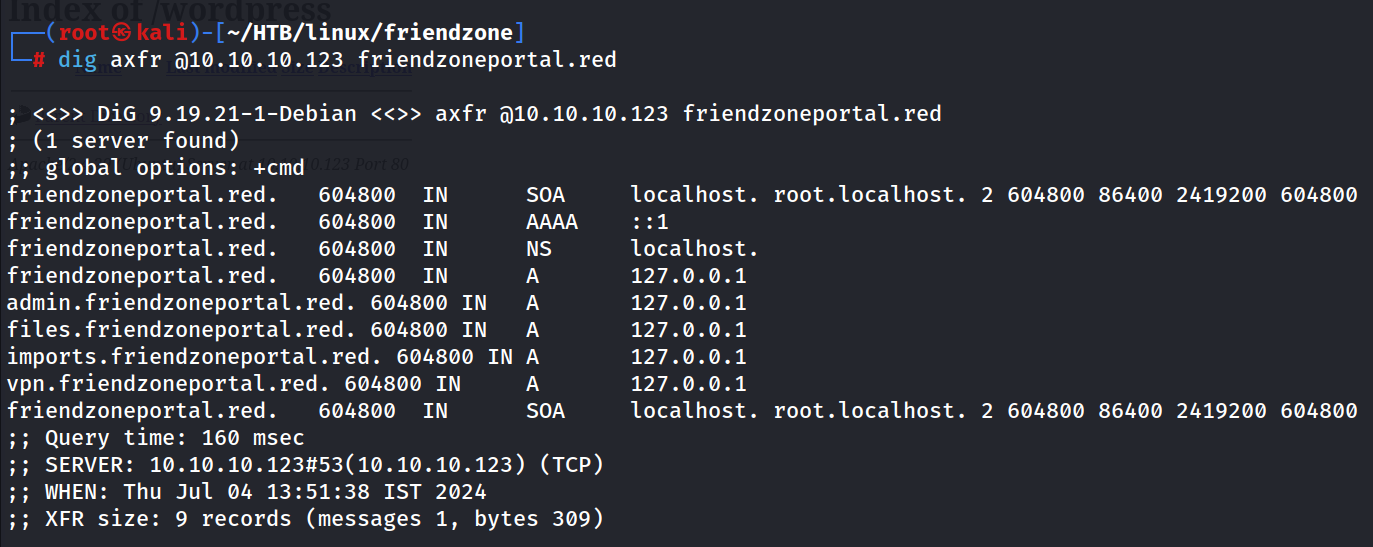 Index of /wordpress
┌──(root㉿kali)-[~/HTB/linux/friendzone]
└─# dig axfr @10.10.10.123 friendzoneportal.red
; <<>> DiG 9.19.21-1-Debian <<>> axfr @10.10.10.123 friendzoneportal.red
; (1 server found)
;; global options: +cmd
friendzoneportal.red. 604800 IN SOA localhost. root.localhost. 2 604800 86400 2419200 604800
friendzoneportal.red. 604800 IN AAAA ::1
friendzoneportal.red. 604800 IN NS localhost.
friendzoneportal.red. 604800 IN A 127.0.0.1
admin.friendzoneportal.red. 604800 IN A 127.0.0.1
files.friendzoneportal.red. 604800 IN A 127.0.0.1
imports.friendzoneportal.red. 604800 IN A 127.0.0.1
vpn.friendzoneportal.red. 604800 IN A 127.0.0.1
friendzoneportal.red. 604800 IN SOA localhost. root.localhost. 2 604800 86400 2419200 604800
;; Query time: 160 msec
;; SERVER: 10.10.10.123#53(10.10.10.123) (TCP)
;; WHEN: Thu Jul 04 13:51:38 IST 2024
;; XFR size: 9 records (messages 1, bytes 309)